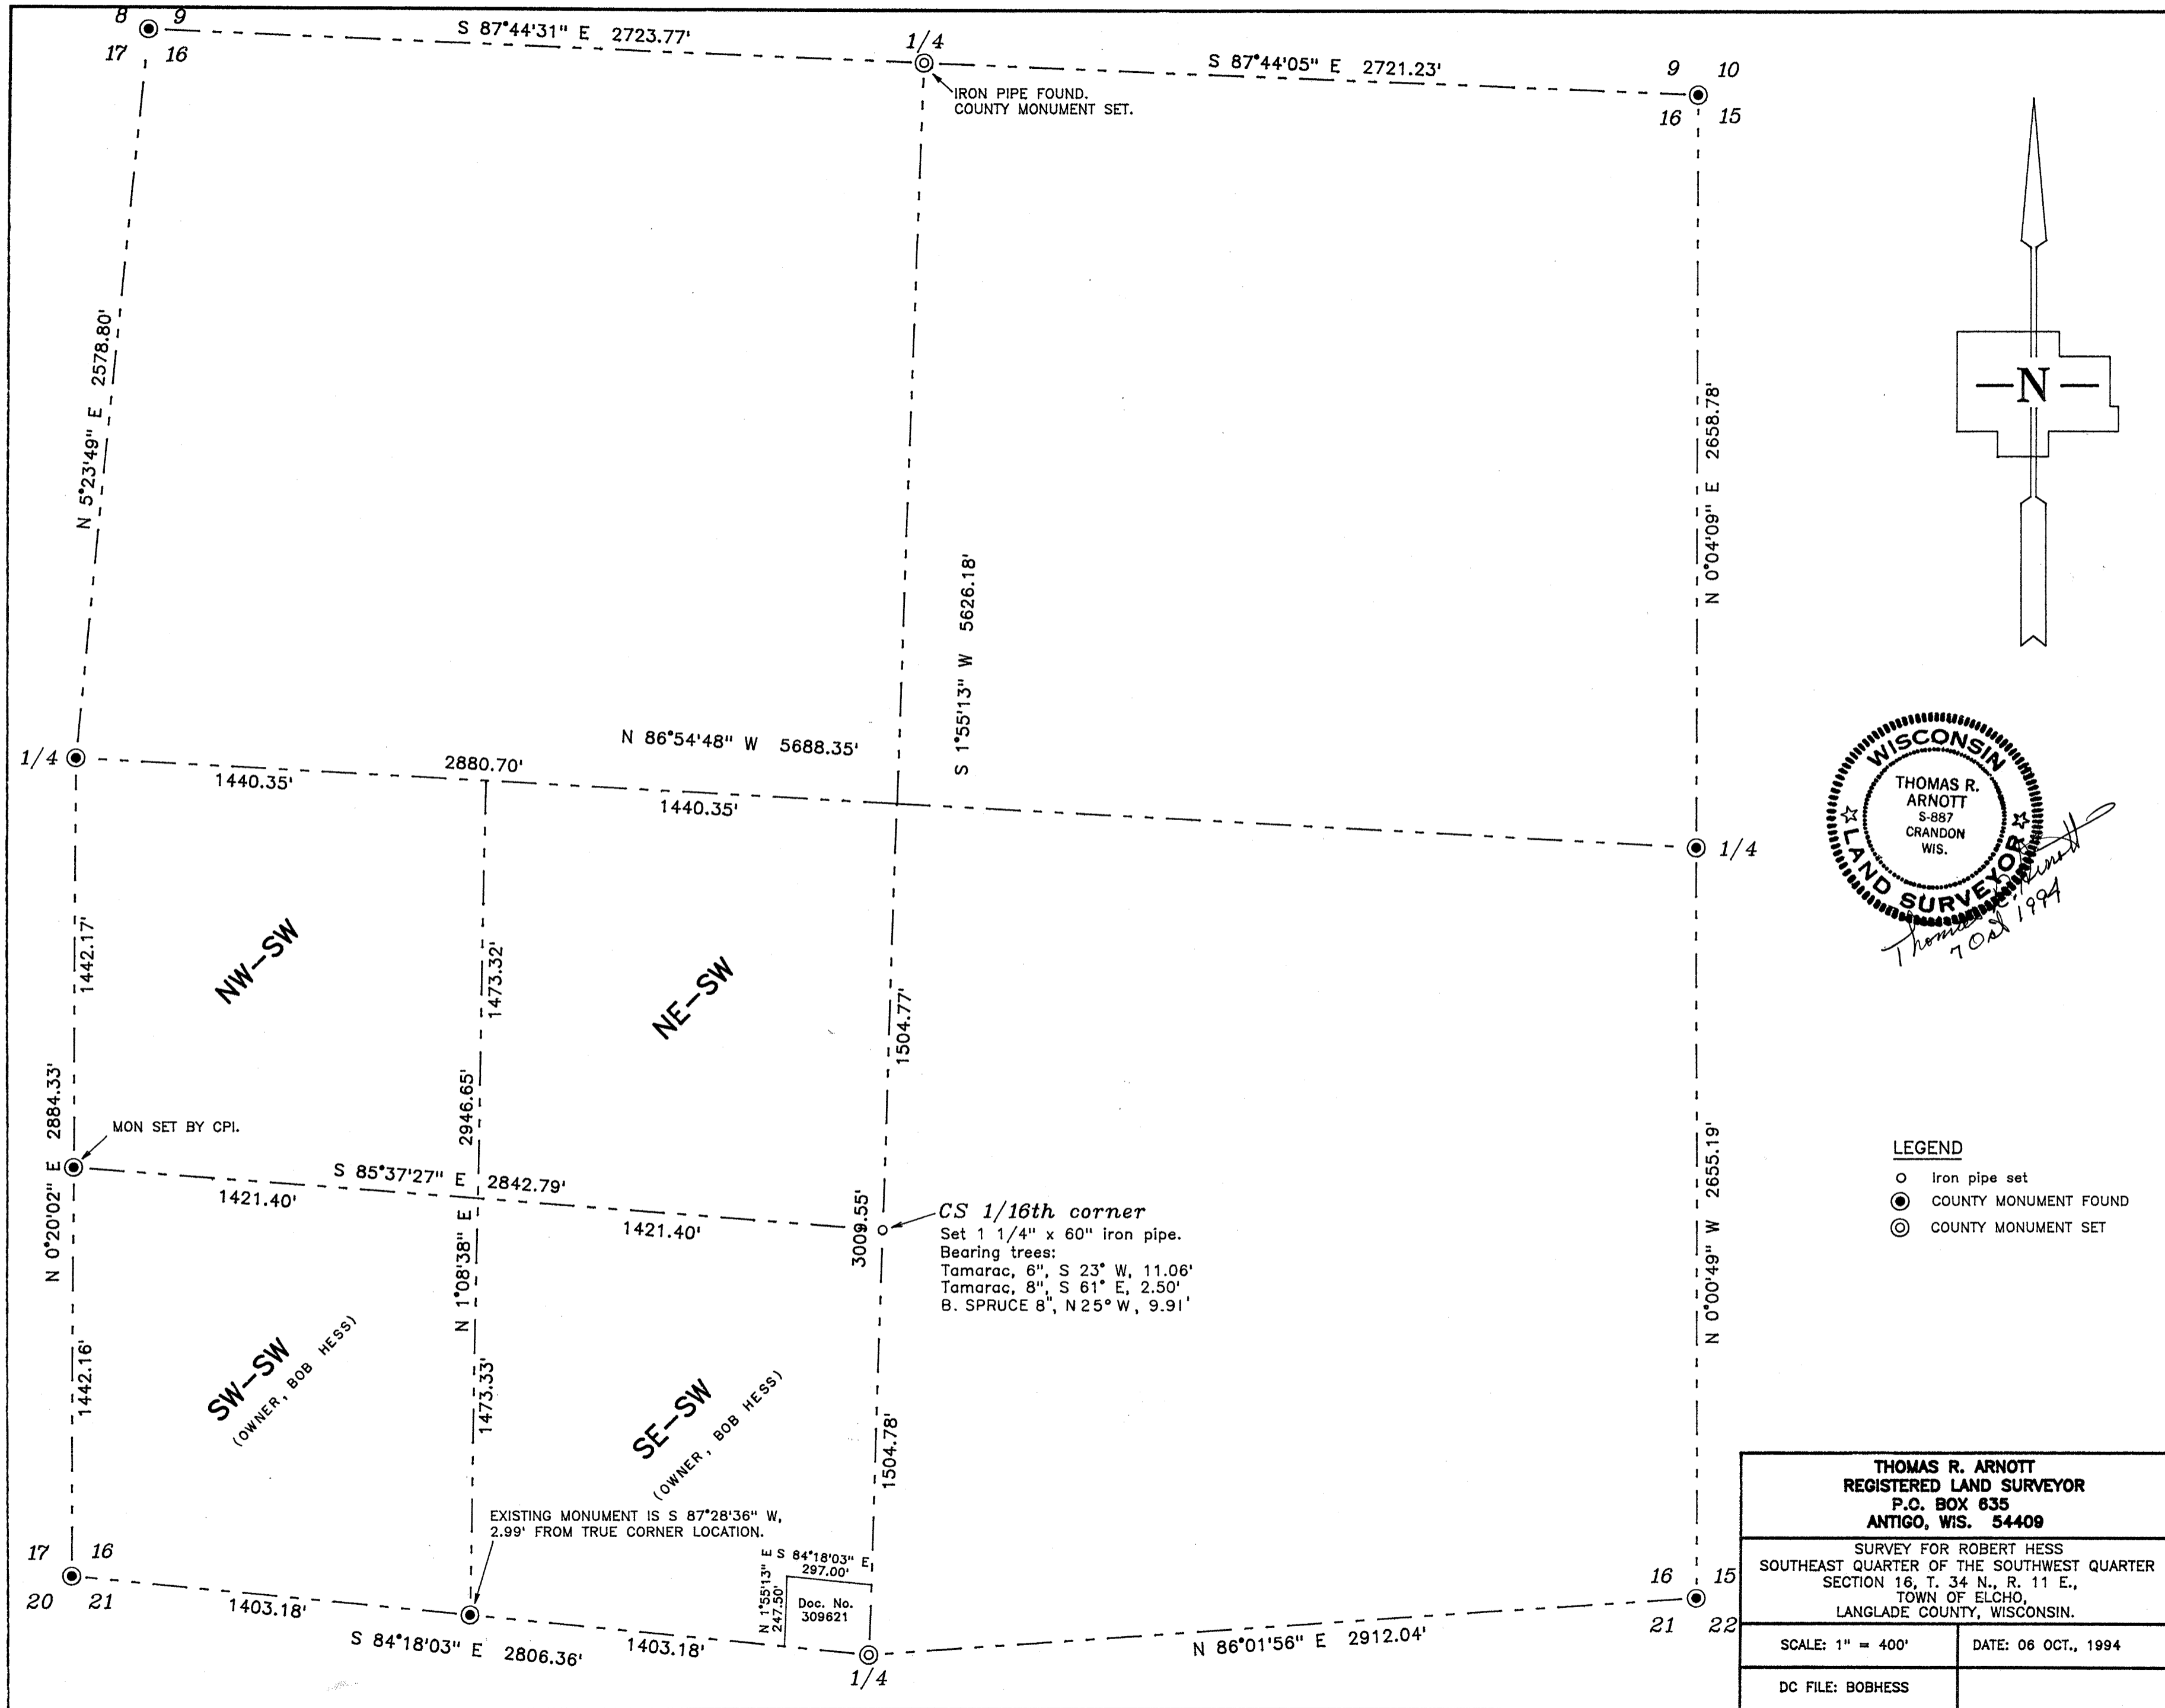 8 9
17 16
S 87°44'31" E 2723.77'
1/4
S 87°44'05" E 2721.23'
9 10
16 15
IRON PIPE FOUND.
COUNTY MONUMENT SET.
N 5°23'49" E 2578.80'
S 1°55'13" W 5626.18'
N 0°04'09" E 2658.78'
N
1/4
1440.35'
2880.70'
N 86°54'48" W 5688.35'
1440.35'
1/4
WISCONSIN
THOMAS R.
ARNOTT
S-887
CRANDON
WIS.
LAND SURVEYOR
Thomas R. Arnott
7 Oct 1994
1442.17'
NW-SW
1473.32'
NE-SW
1504.77'
N 0°20'02" E 2884.33'
MON SET BY CPI.
N 1°08'38" E 2946.65'
S 85°37'27" E 2842.79'
1421.40'
1421.40'
3009.55'
CS 1/16th corner
Set 1 1/4" x 60" iron pipe.
Bearing trees:
Tamarac, 6", S 23° W, 11.06'
Tamarac, 8", S 61° E, 2.50'
B. SPRUCE 8", N 25° W, 9.91'
N 0°00'49" W 2655.19'
LEGEND
Iron pipe set
COUNTY MONUMENT FOUND
COUNTY MONUMENT SET
1442.16'
SW-SW
(OWNER, BOB HESS)
1473.33'
SE-SW
(OWNER, BOB HESS)
1504.78'
EXISTING MONUMENT IS S 87°28'36" W,
2.99' FROM TRUE CORNER LOCATION.
N 1°55'13" E
247.50'
S 84°18'03" E
297.00'
Doc. No.
309621
17 16
20 21
1403.18'
S 84°18'03" E 2806.36'
1403.18'
1/4
N 86°01'56" E 2912.04'
16 15
21 22
THOMAS R. ARNOTT
REGISTERED LAND SURVEYOR
P.O. BOX 635
ANTIGO, WIS. 54409
SURVEY FOR ROBERT HESS
SOUTHEAST QUARTER OF THE SOUTHWEST QUARTER
SECTION 16, T. 34 N., R. 11 E.,
TOWN OF ELCHO,
LANGLADE COUNTY, WISCONSIN.
SCALE: 1" = 400'
DATE: 06 OCT., 1994
DC FILE: BOBHESS